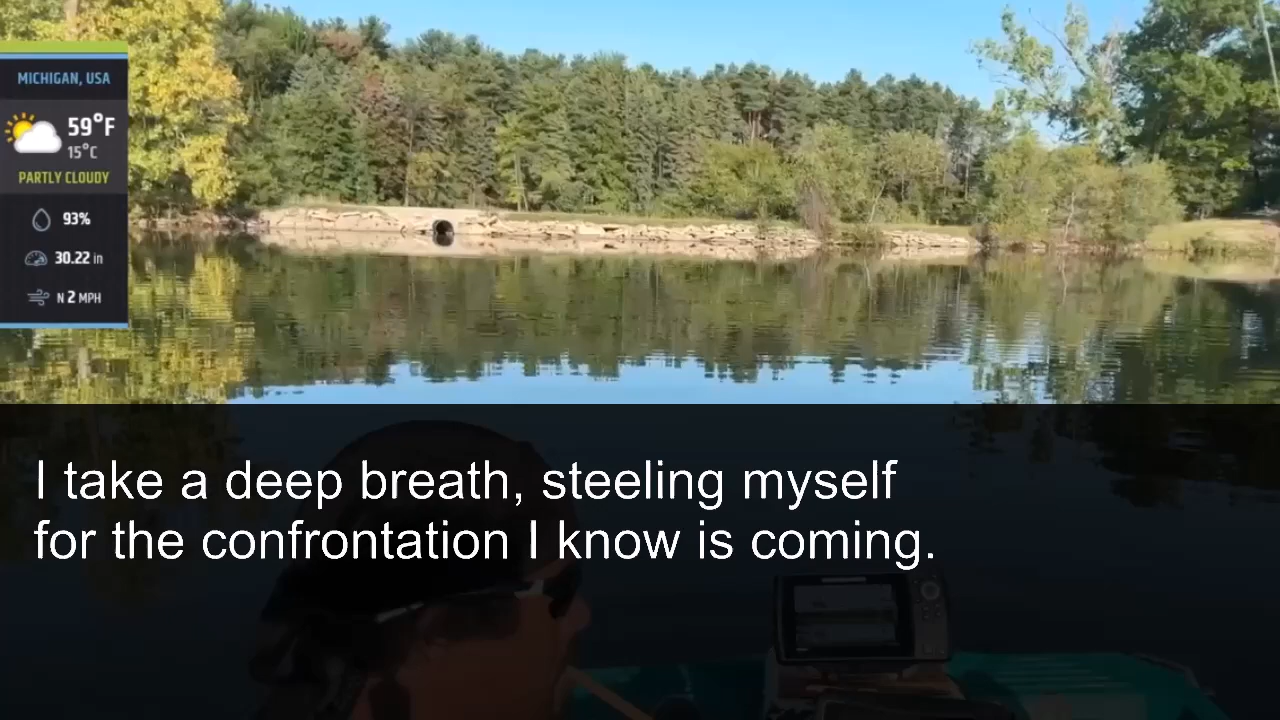 MICHIGAN, USA
59°F
15°C
PARTLY CLOUDY
93%
30.22 in
N 2 MPH
I take a deep breath, steeling myself
for the confrontation I know is coming.